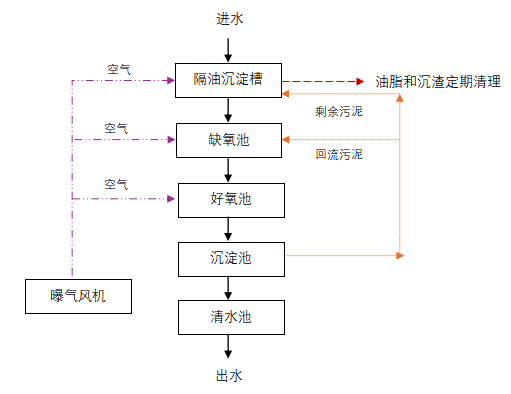 进水
空气
隔油沉淀槽
油脂和沉渣定期清理
剩余污泥
空气
缺氧池
回流污泥
空气
好氧池
沉淀池
曝气风机
清水池
出水